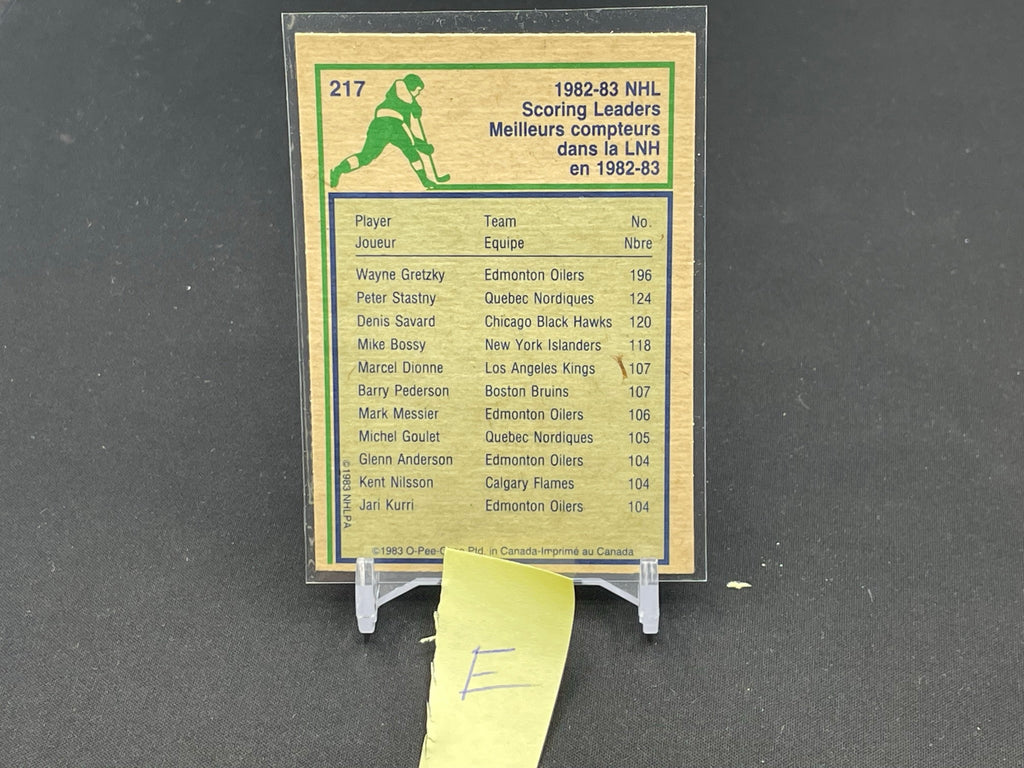 217
1982-83 NHL
Scoring Leaders
Meilleurs compteurs
dans la LNH
en 1982-83
Player Team No.
Joueur Equipe Nbre
Wayne Gretzky Edmonton Oilers 196
Peter Stastny Quebec Nordiques 124
Denis Savard Chicago Black Hawks 120
Mike Bossy New York Islanders 118
Marcel Dionne Los Angeles Kings 107
Barry Pederson Boston Bruins 107
Mark Messier Edmonton Oilers 106
Michel Goulet Quebec Nordiques 105
Glenn Anderson Edmonton Oilers 104
Kent Nilsson Calgary Flames 104
Jari Kurri Edmonton Oilers 104
©1983 NHLPA
©1983 O-Pee- Ptd. in Canada-Imprimé au Canada
E